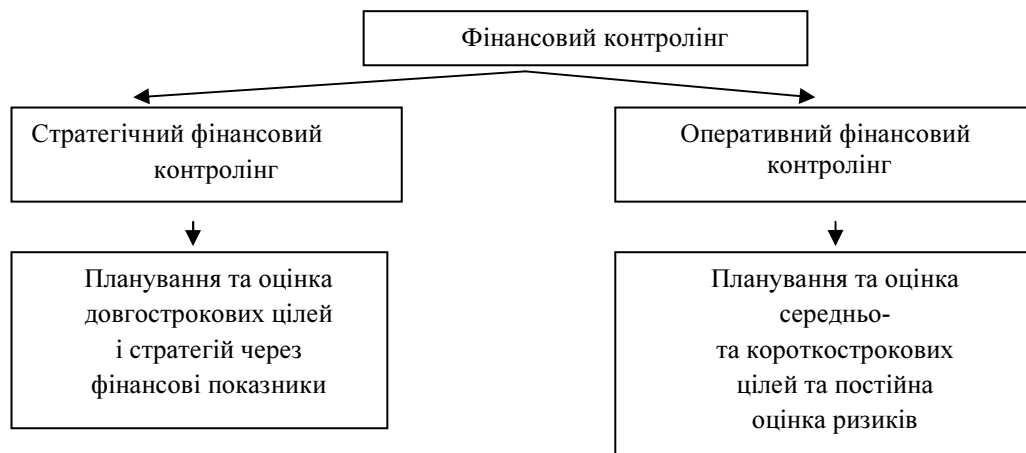 Фінансовий контролінг
Стратегічний фінансовий
контролінг
Оперативний фінансовий
контролінг
Планування та оцінка
довгострокових цілей
і стратегій через
фінансові показники
Планування та оцінка
середньо-
та короткострокових
цілей та постійна
оцінка ризиків